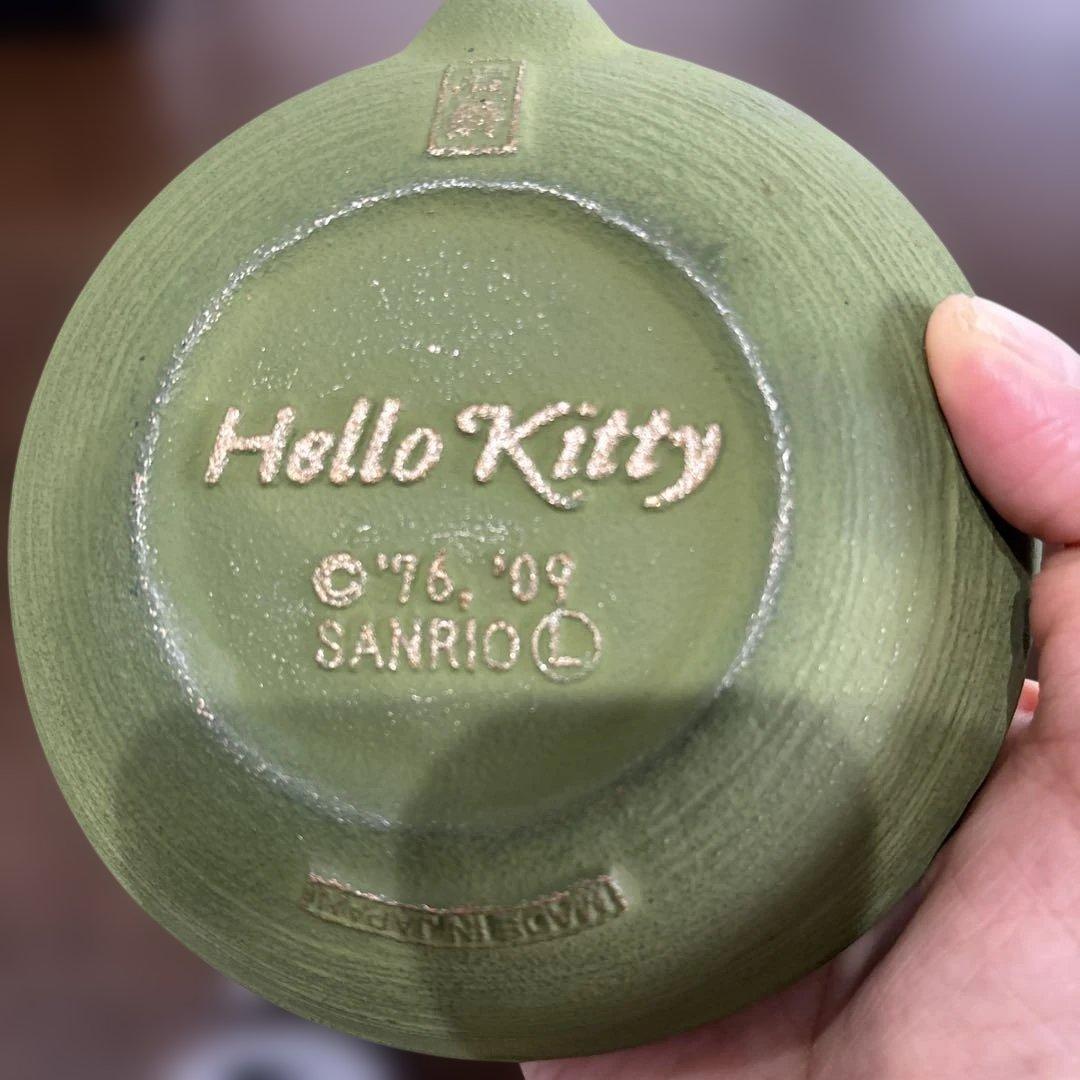 Hello Kitty
© '76, '09
SANRIO Ⓛ
MADE IN JAPAN